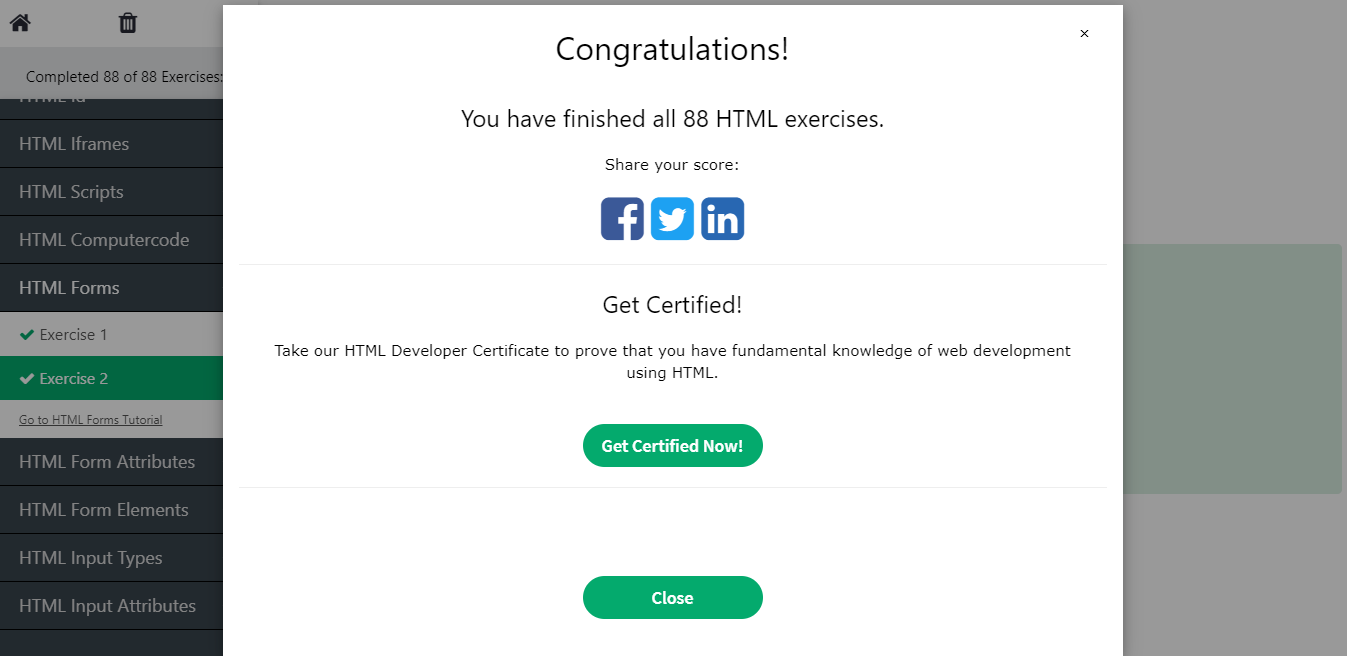 Completed 88 of 88 Exercises:
HTML Id
HTML Iframes
HTML Scripts
HTML Computercode
HTML Forms
Exercise 1
Exercise 2
Go to HTML Forms Tutorial
HTML Form Attributes
HTML Form Elements
HTML Input Types
HTML Input Attributes
×
Congratulations!
You have finished all 88 HTML exercises.
Share your score:
Get Certified!
Take our HTML Developer Certificate to prove that you have fundamental knowledge of web development
using HTML.
Get Certified Now!
Close